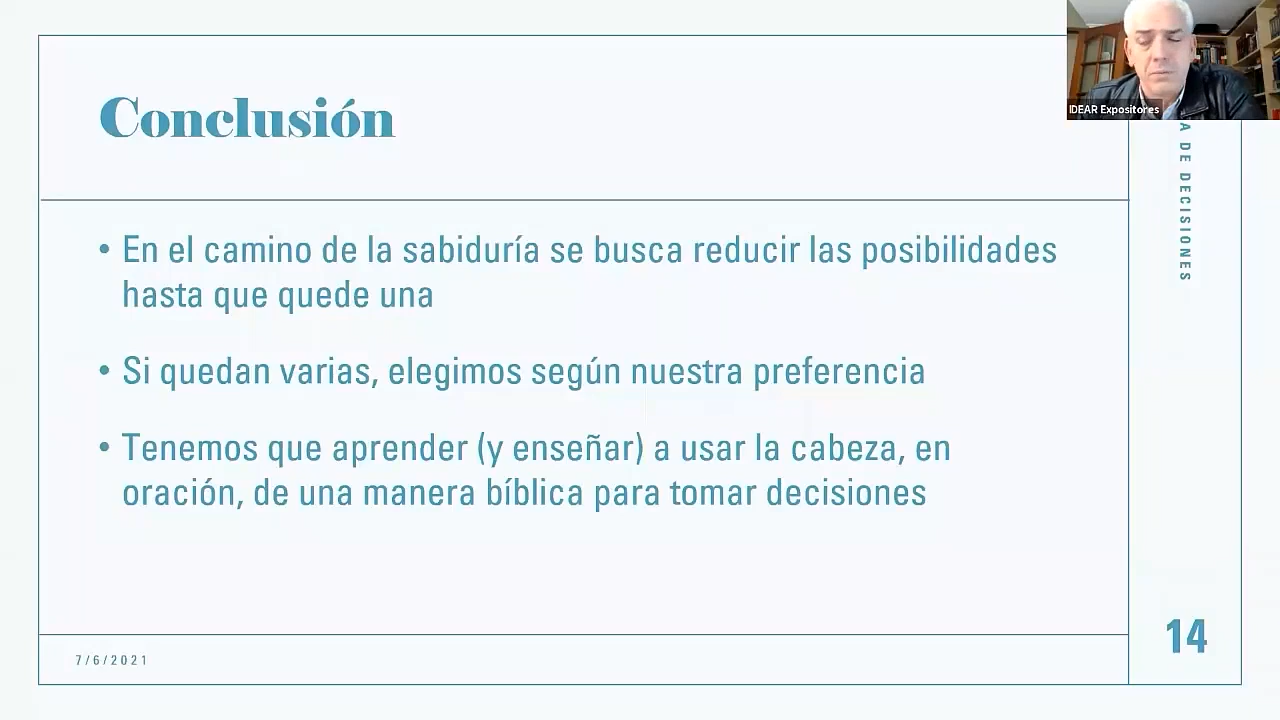 Conclusión
• En el camino de la sabiduría se busca reducir las posibilidades
hasta que quede una
• Si quedan varias, elegimos según nuestra preferencia
• Tenemos que aprender (y enseñar) a usar la cabeza, en
oración, de una manera bíblica para tomar decisiones
7/6/2021
IDEAR Expositores
A DE DECISIONES
14